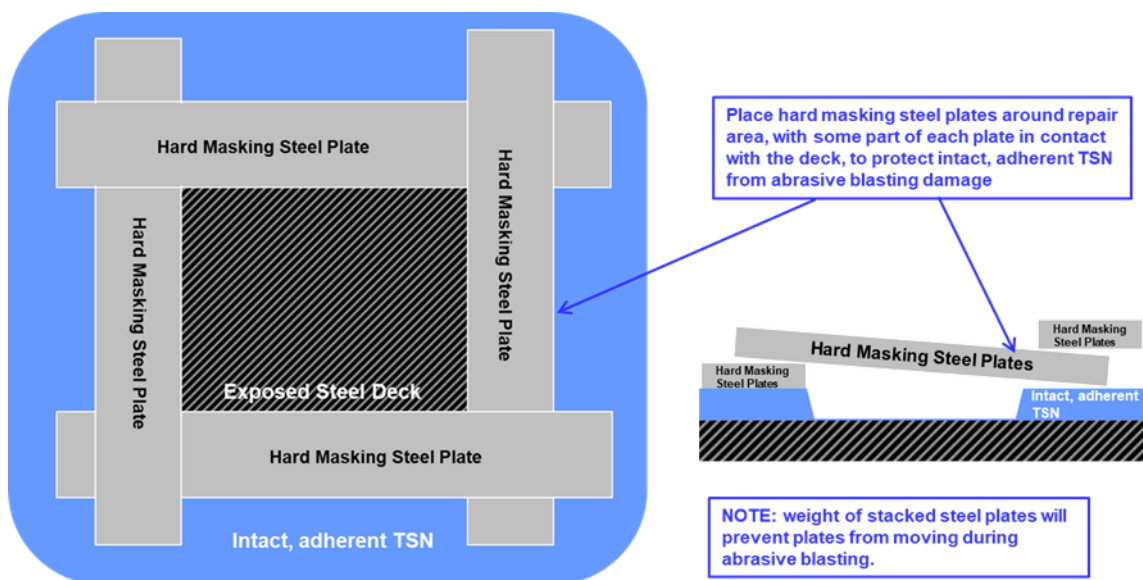 Hard Masking Steel Plate
Hard Masking Steel Plate
Hard Masking Steel Plate
Exposed Steel Deck
Hard Masking Steel Plate
Intact, adherent TSN
Place hard masking steel plates around repair
area, with some part of each plate in contact
with the deck, to protect intact, adherent TSN
from abrasive blasting damage
Hard Masking
Steel Plates
Hard Masking Steel Plates
Hard Masking
Steel Plates
Intact, adherent
TSN
NOTE: weight of stacked steel plates will
prevent plates from moving during
abrasive blasting.